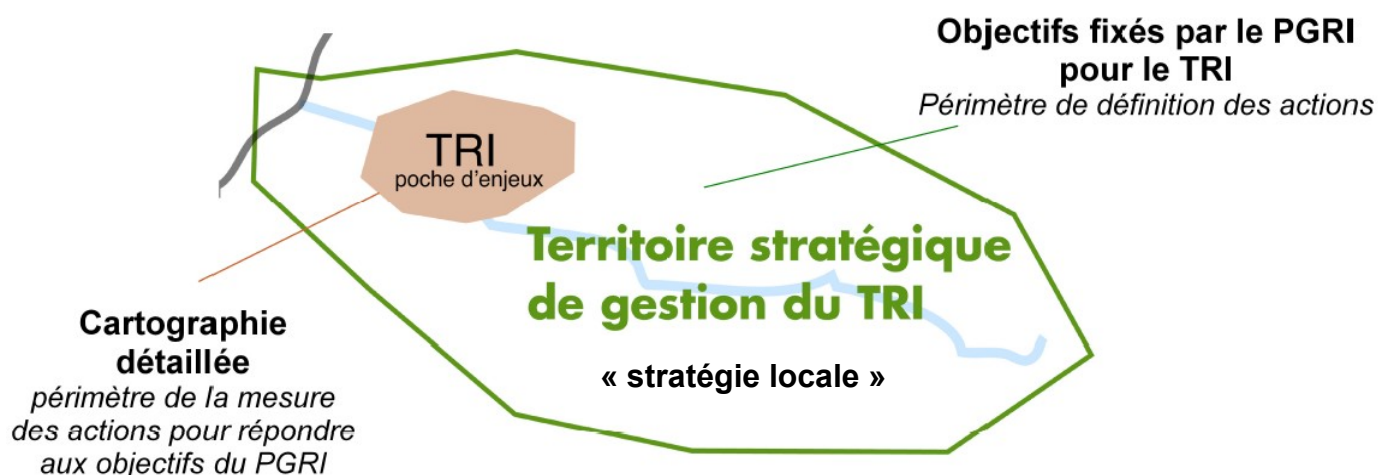 Objectifs fixés par le PGRI
pour le TRI
Périmètre de définition des actions
TRI
poche d'enjeux
Territoire stratégique
de gestion du TRI
« stratégie locale »
Cartographie
détaillée
périmètre de la mesure
des actions pour répondre
aux objectifs du PGRI